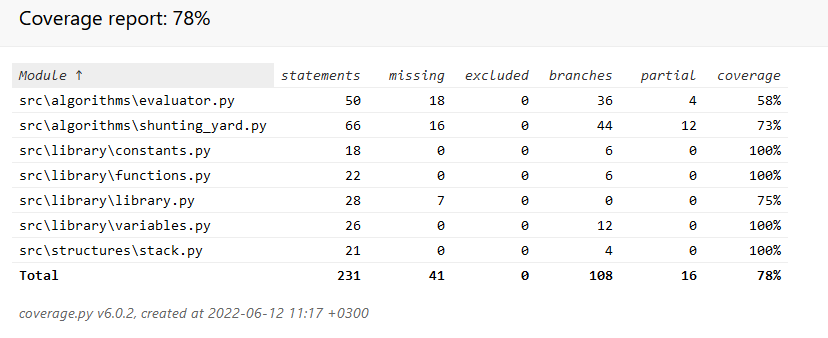 Coverage report: 78%
Module ↑ statements missing excluded branches partial coverage
src\algorithms\evaluator.py 50 18 0 36 4 58%
src\algorithms\shunting_yard.py 66 16 0 44 12 73%
src\library\constants.py 18 0 0 6 0 100%
src\library\functions.py 22 0 0 6 0 100%
src\library\library.py 28 7 0 0 0 75%
src\library\variables.py 26 0 0 12 0 100%
src\structures\stack.py 21 0 0 4 0 100%
Total 231 41 0 108 16 78%
coverage.py v6.0.2, created at 2022-06-12 11:17 +0300